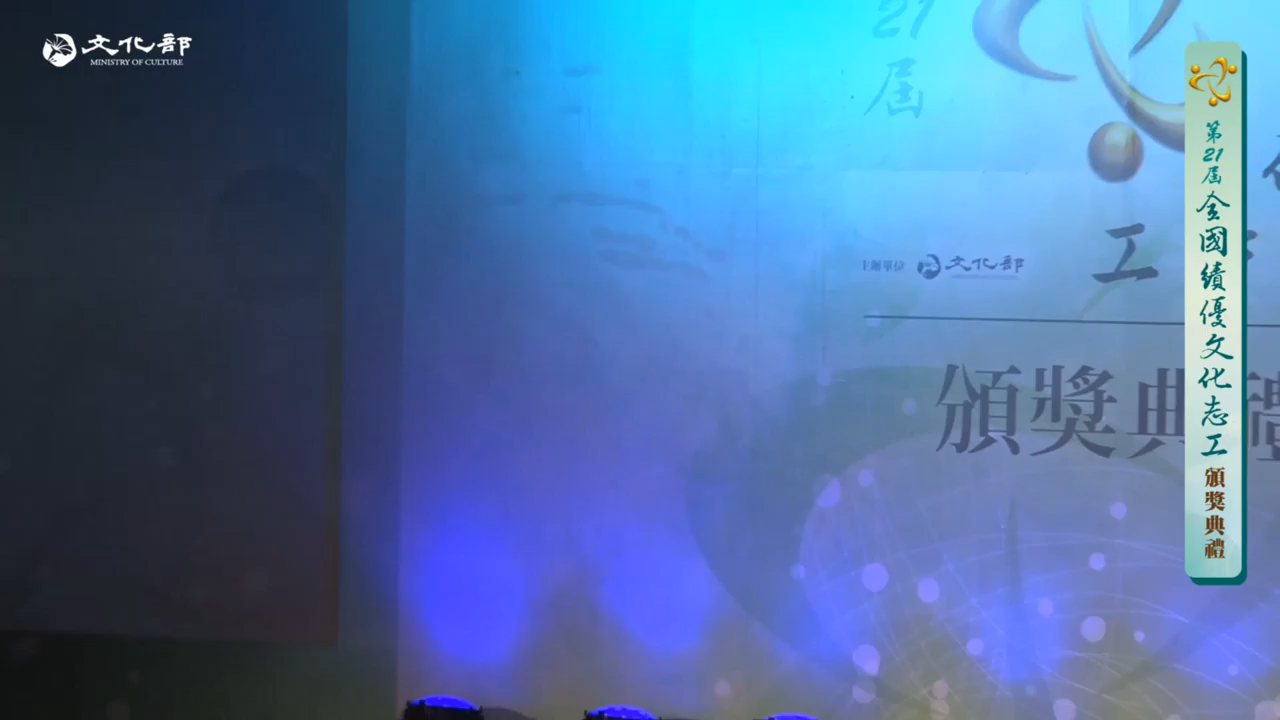 文化部
MINISTRY OF CULTURE
21
屆
工
主辦單位 文化部
頒獎典禮
第21屆全國績優文化志工頒獎典禮